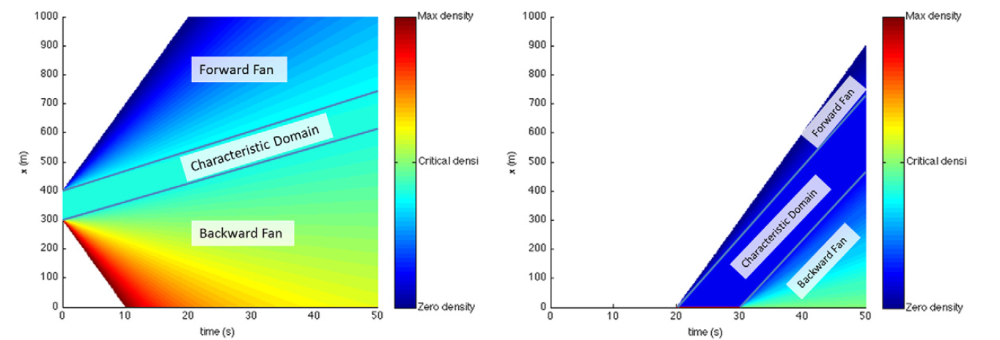 1000
900
800
700
600
500
400
300
200
100
0
x (m)
0
10
20
30
40
50
time (s)
Forward Fan
Characteristic Domain
Backward Fan
Max density
Critical densi
Zero density
1000
900
800
700
600
500
400
300
200
100
0
x (m)
0
10
20
30
40
50
time (s)
Forward Fan
Characteristic Domain
Backward Fan
Max density
Critical densi
Zero density